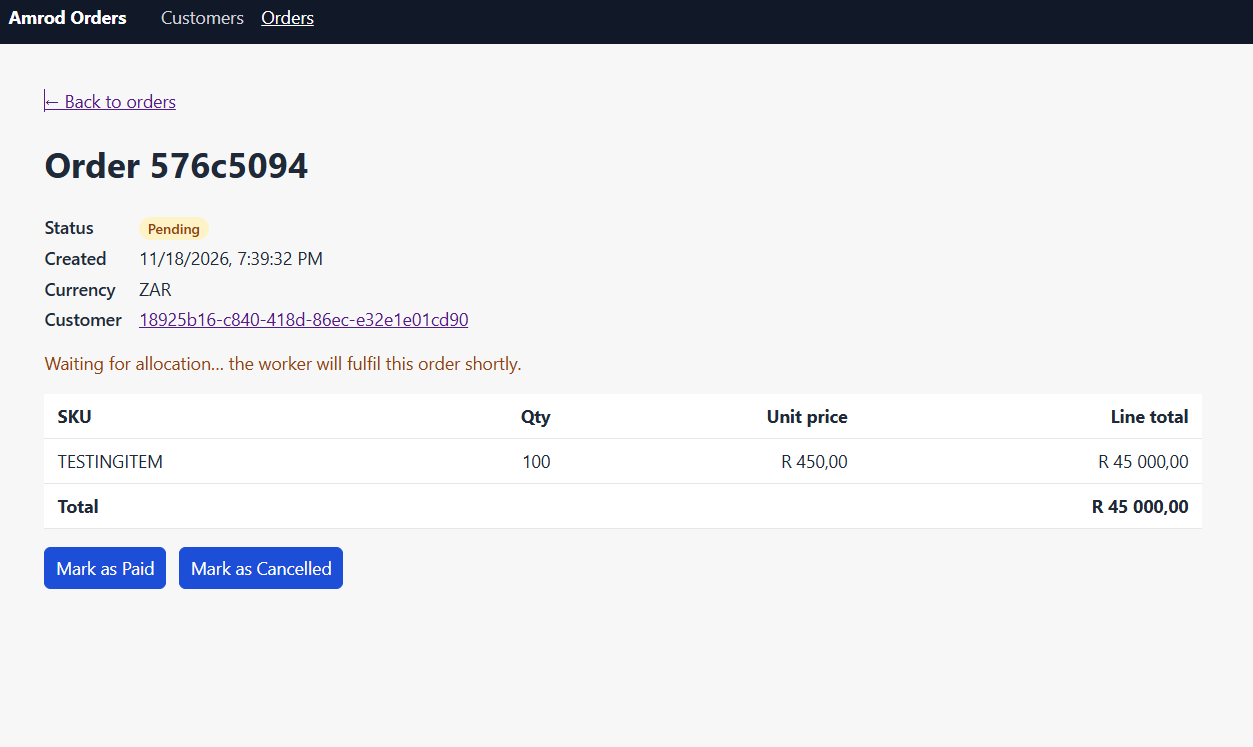 Amrod Orders Customers Orders
← Back to orders
Order 576c5094
Status Pending
Created 11/18/2026, 7:39:32 PM
Currency ZAR
Customer 18925b16-c840-418d-86ec-e32e1e01cd90
Waiting for allocation... the worker will fulfil this order shortly.
SKU Qty Unit price Line total
TESTINGITEM 100 R 450,00 R 45 000,00
Total R 45 000,00
Mark as Paid Mark as Cancelled